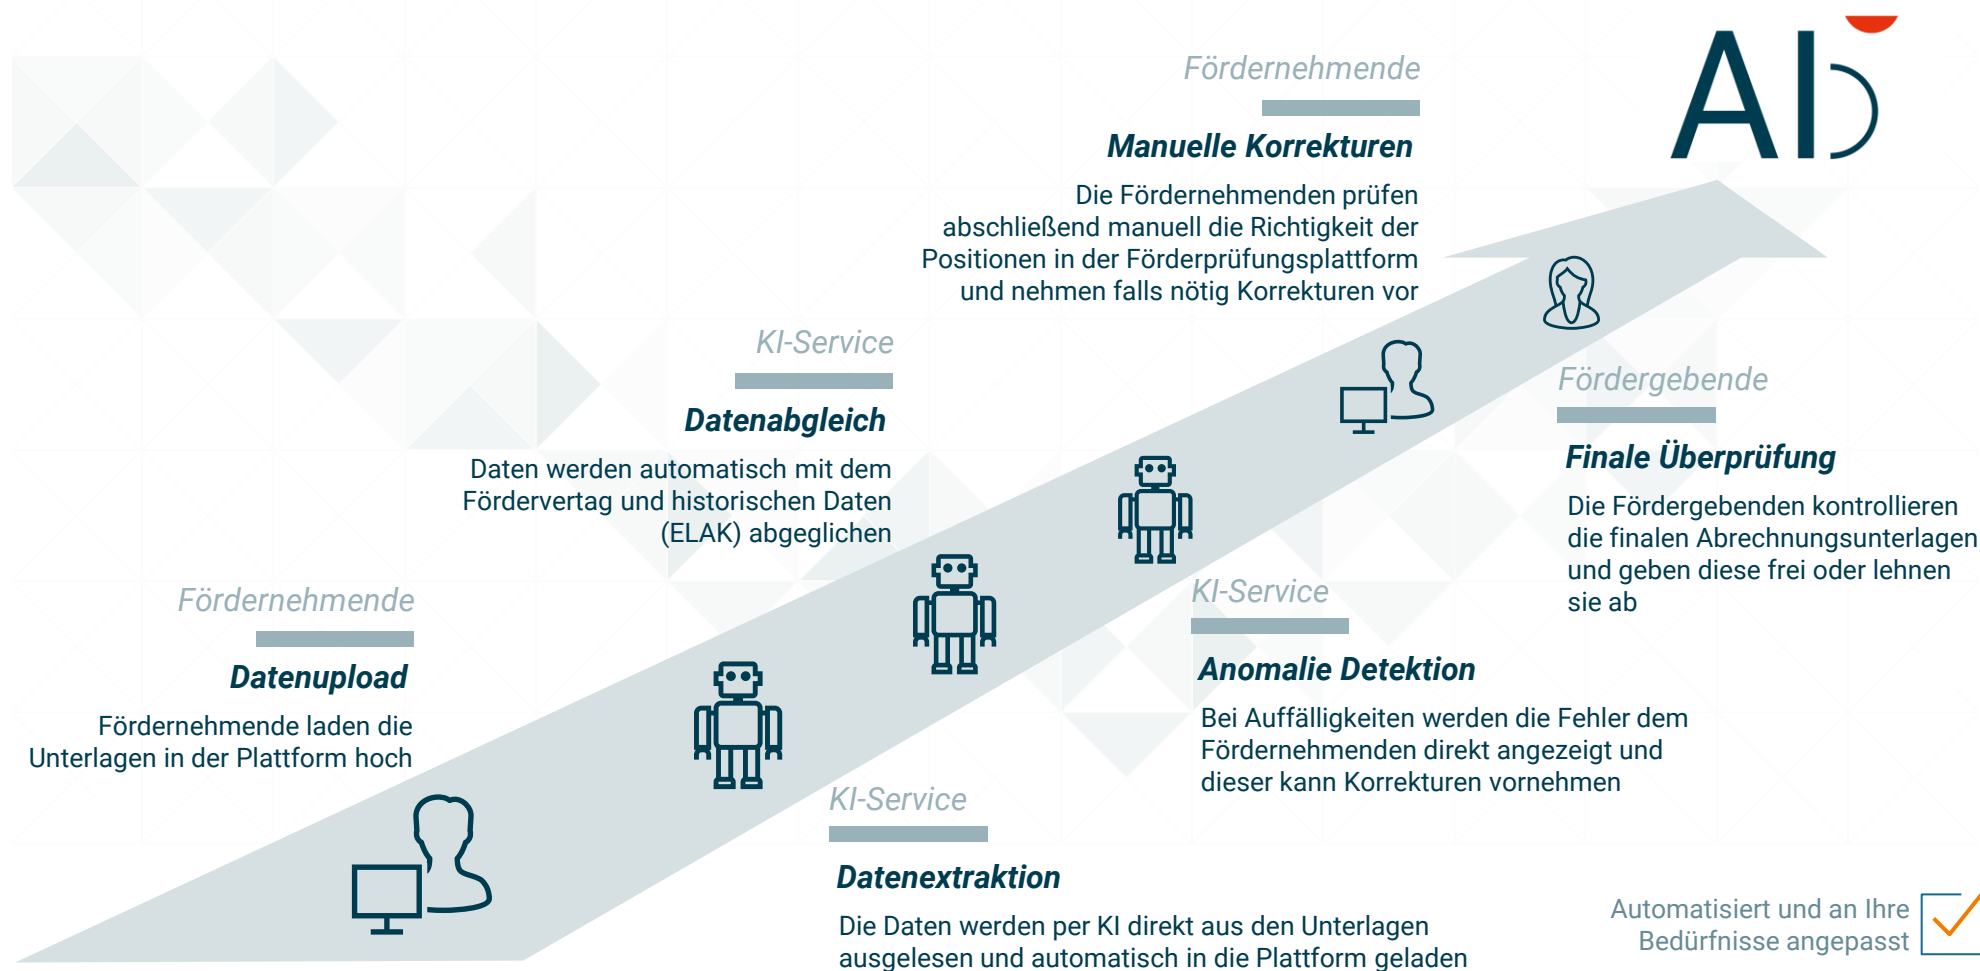 Fördernehmende
Manuelle Korrekturen
Die Fördernehmenden prüfen
abschließend manuell die Richtigkeit der
Positionen in der Förderprüfungsplattform
und nehmen falls nötig Korrekturen vor
AI
KI-Service
Datenabgleich
Daten werden automatisch mit dem
Fördervertag und historischen Daten
(ELAK) abgeglichen
Fördergebende
Finale Überprüfung
Die Fördergebenden kontrollieren
die finalen Abrechnungsunterlagen
und geben diese frei oder lehnen
sie ab
Fördernehmende
Datenupload
Fördernehmende laden die
Unterlagen in der Plattform hoch
KI-Service
Anomalie Detektion
Bei Auffälligkeiten werden die Fehler dem
Fördernehmenden direkt angezeigt und
dieser kann Korrekturen vornehmen
KI-Service
Datenextraktion
Die Daten werden per KI direkt aus den Unterlagen
ausgelesen und automatisch in die Plattform geladen
Automatisiert und an Ihre
Bedürfnisse angepasst